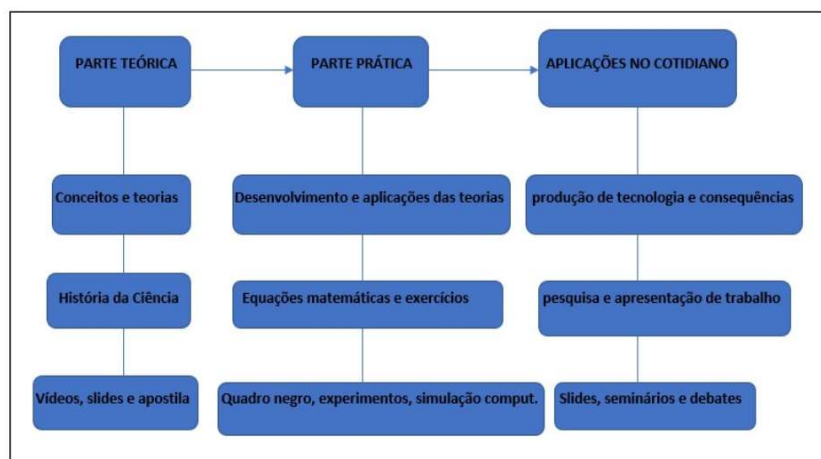 PARTE TEÓRICA
PARTE PRÁTICA
APLICAÇÕES NO COTIDIANO
Conceitos e teorias
Desenvolvimento e aplicações das teorias
produção de tecnologia e consequências
História da Ciência
Equações matemáticas e exercícios
pesquisa e apresentação de trabalho
Vídeos, slides e apostila
Quadro negro, experimentos, simulação comput.
Slides, seminários e debates